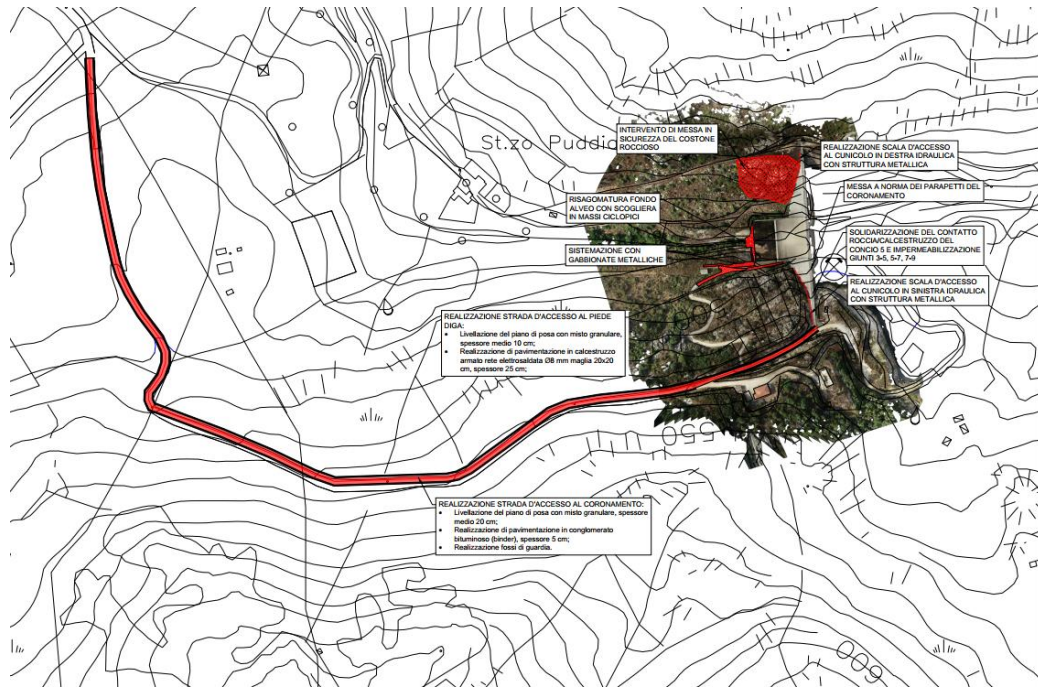 INTERVENTO DI MESSA IN
SICUREZZA DEL COSTONE
ROCCIOSO
St.zo Puddi
REALIZZAZIONE SCALA D'ACCESSO
AL CUNICOLO IN DESTRA IDRAULICA
CON STRUTTURA METALLICA
MESSA A NORMA DEI PARAPETTI DEL
CORONAMENTO
RISAGOMATURA FONDO
ALVEO CON SCOGLIERA
IN MASSI CICLOPICI
SOLIDARIZZAZIONE DEL CONTATTO
ROCCIA/CALCESTRUZZO DEL
CONCIO 5 E IMPERMEABILIZZAZIONE
GIUNTI 3-5, 5-7, 7-9
SISTEMAZIONE CON
GABBIONATE METALLICHE
REALIZZAZIONE SCALA D'ACCESSO
AL CUNICOLO IN SINISTRA IDRAULICA
CON STRUTTURA METALLICA
REALIZZAZIONE STRADA D'ACCESSO AL PIEDE
DIGA:
• Livellazione del piano di posa con misto granulare,
spessore medio 10 cm;
• Realizzazione di pavimentazione in calcestruzzo
armato rete elettrosaldata Ø8 mm maglia 20x20
cm, spessore 25 cm;
550
REALIZZAZIONE STRADA D'ACCESSO AL CORONAMENTO:
• Livellazione del piano di posa con misto granulare, spessore
medio 20 cm;
• Realizzazione di pavimentazione in conglomerato
bituminoso (binder), spessore 5 cm;
• Realizzazione fossi di guardia.
600